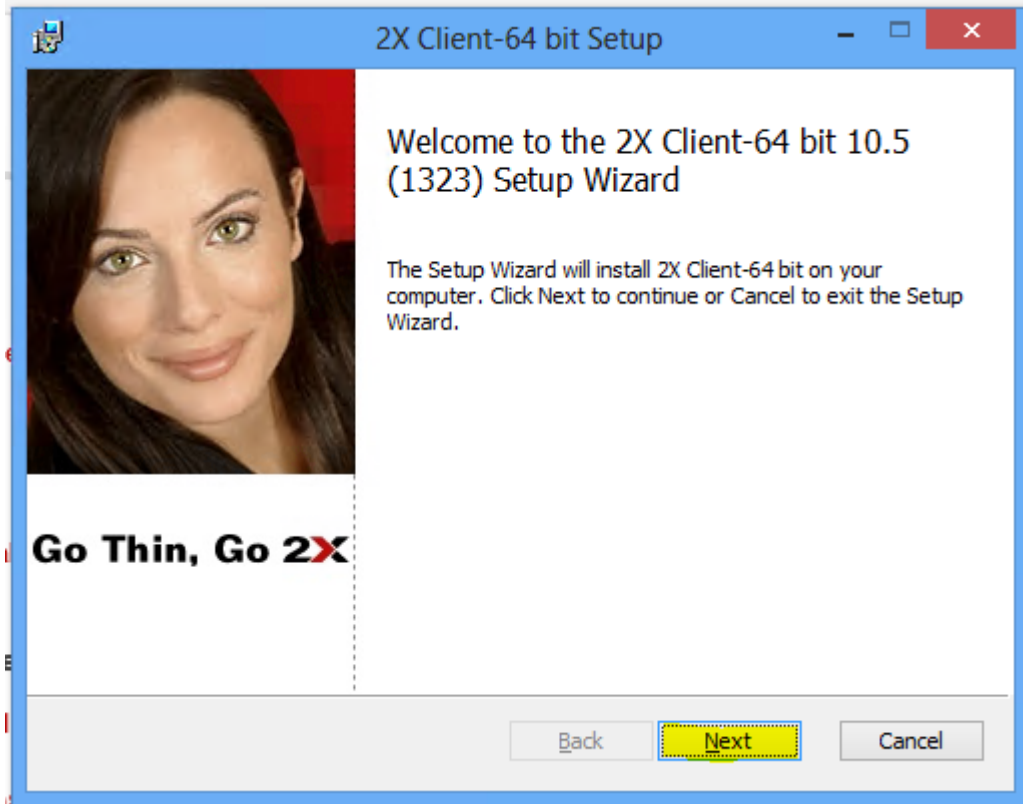 2X Client-64 bit Setup
Welcome to the 2X Client-64 bit 10.5
(1323) Setup Wizard
The Setup Wizard will install 2X Client-64 bit on your
computer. Click Next to continue or Cancel to exit the Setup
Wizard.
Go Thin, Go 2X
Back
Next
Cancel